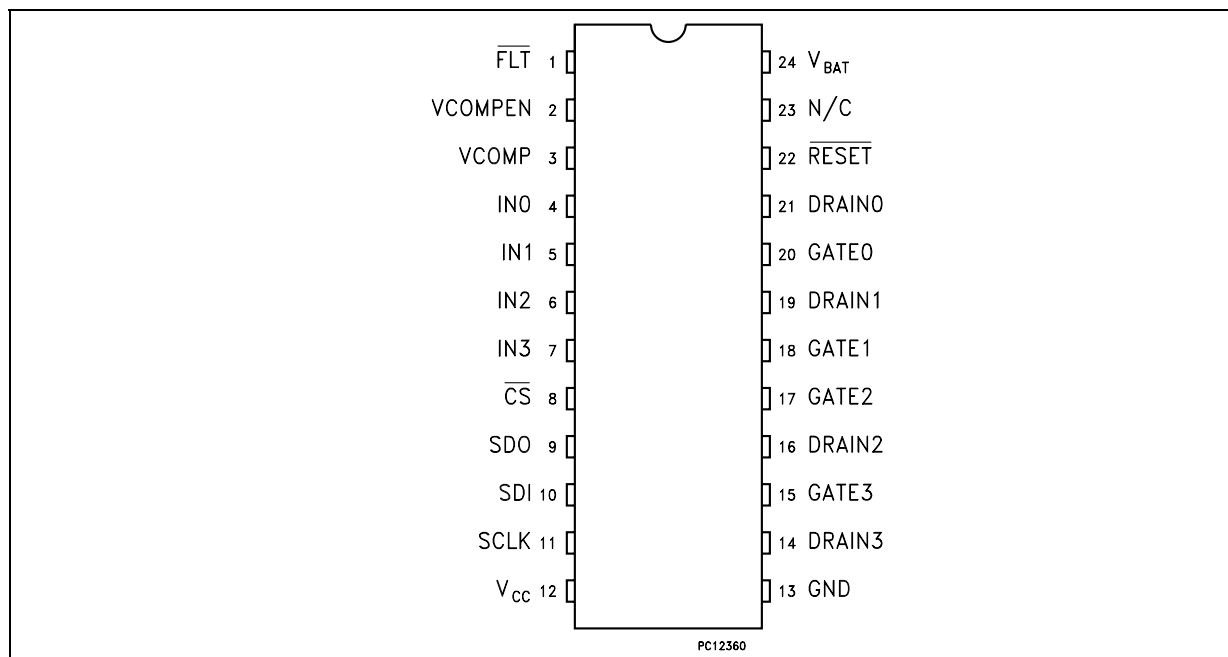 FLT 1 24 VBAT
VCOMPEN 2 23 N/C
VCOMP 3 22 RESET
IN0 4 21 DRAIN0
IN1 5 20 GATE0
IN2 6 19 DRAIN1
IN3 7 18 GATE1
CS 8 17 GATE2
SDO 9 16 DRAIN2
SDI 10 15 GATE3
SCLK 11 14 DRAIN3
VCC 12 13 GND
PC12360